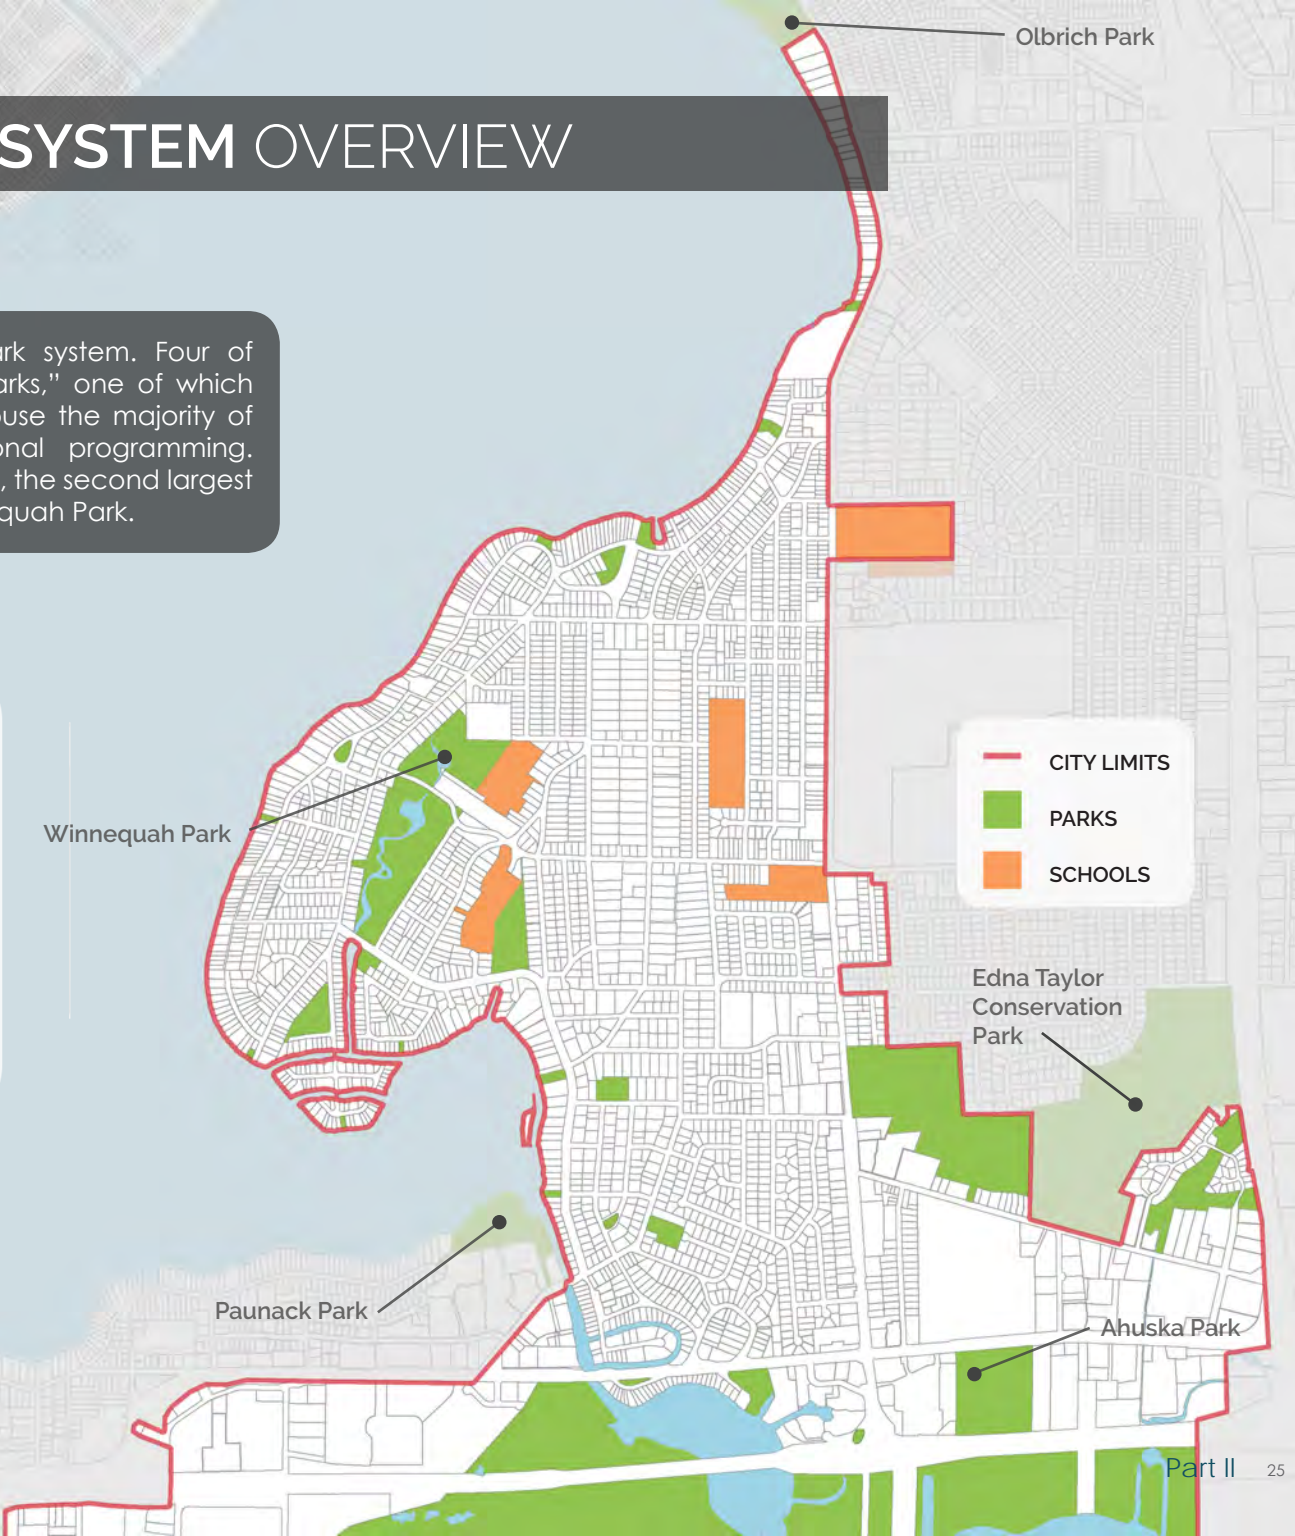 Olbrich Park
SYSTEM OVERVIEW
ark system. Four of
arks,” one of which
ouse the majority of
onal programming.
, the second largest
quah Park.
CITY LIMITS
PARKS
SCHOOLS
Winnequah Park
Edna Taylor
Conservation
Park
Paunack Park
Ahuska Park
Part II 25